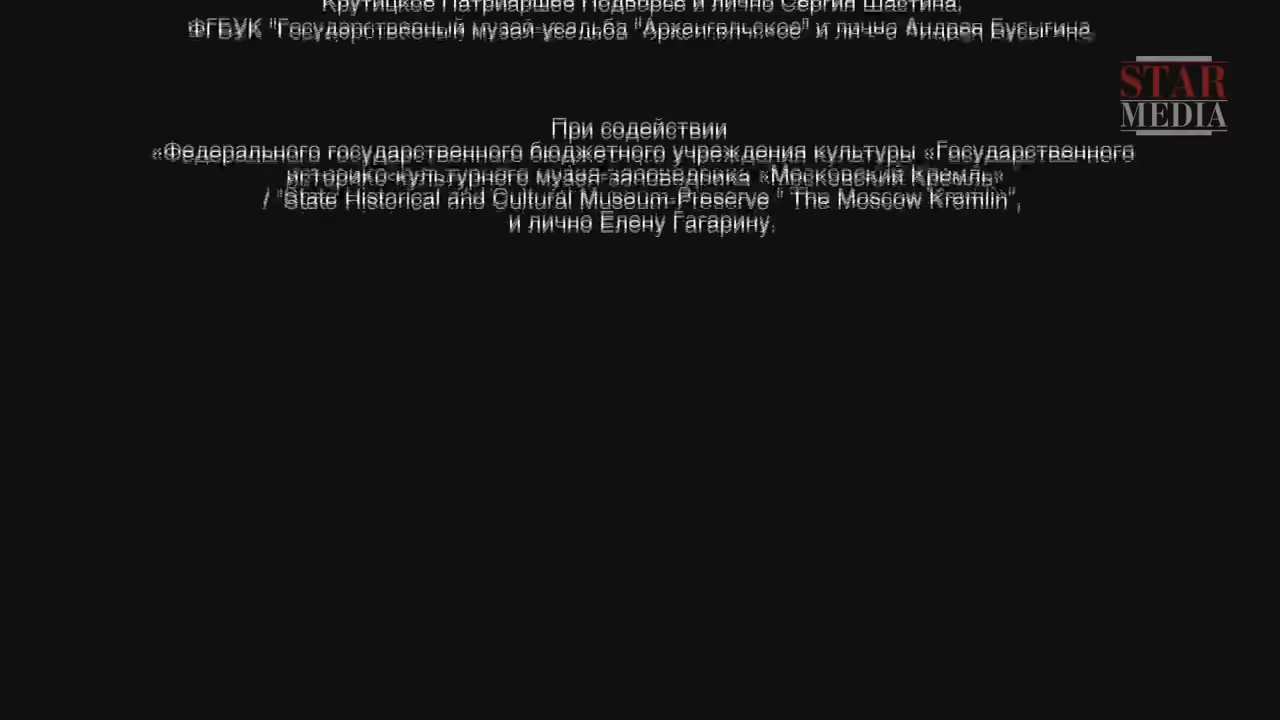 Крутицкое Патриаршее Подворье и лично Сергия Шастина,
ФГБУК "Государственый музей-усадьба "Архангельское" и лично Андрея Бусыгина
STAR
MEDIA
При содействии
«Федерального государственного бюджетного учреждения культуры «Государственного
историко-культурного музея-заповедника «Московский Кремль»
/ "State Historical and Cultural Museum-Preserve " The Moscow Kremlin",
и лично Елену Гагарину.